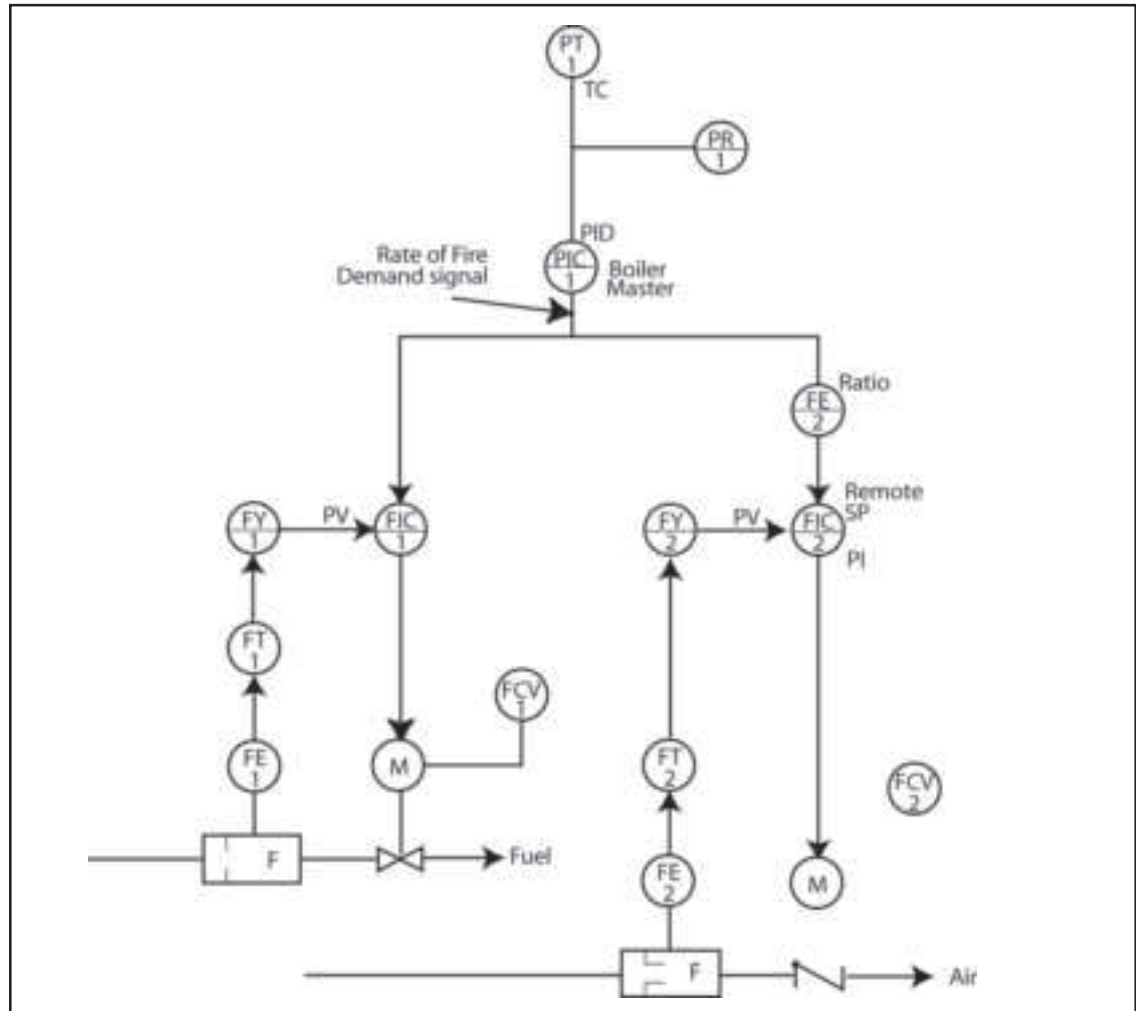 PT
1
TC
PR
1
PID
PIC
1
Boiler
Master
Rate of Fire
Demand signal
Ratio
FE
2
FY
1
PV
FIC
1
FY
2
PV
Remote
SP
FIC
2
PI
FT
1
FCV
1
FE
1
M
FT
2
FCV
2
F
Fuel
FE
2
M
F
Air